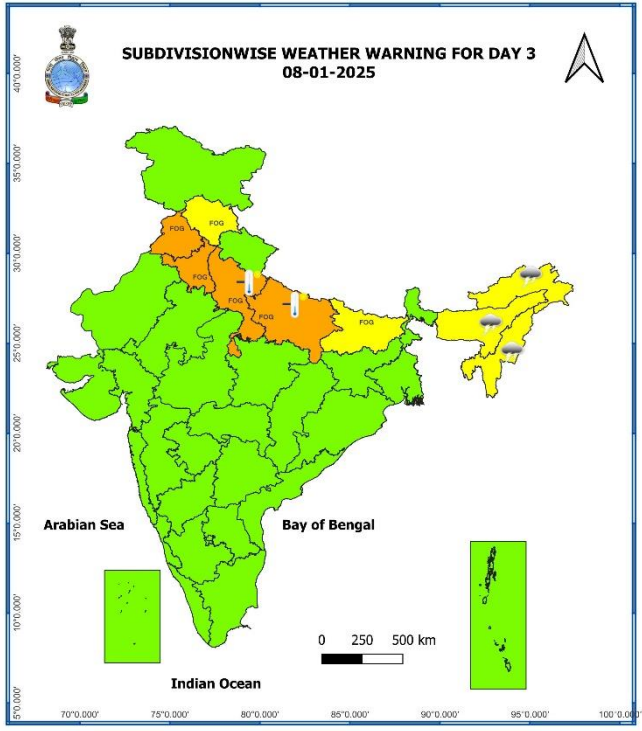 SUBDIVISIONWISE WEATHER WARNING FOR DAY 3
08-01-2025
40°0.000'
35°0.000'
30°0.000'
25°0.000'
20°0.000'
15°0.000'
10°0.000'
5°0.000'
FOG
FOG
FOG
FOG
FOG
FOG
Arabian Sea
Bay of Bengal
0 250 500 km
Indian Ocean
70°0.000' 75°0.000' 80°0.000' 85°0.000' 90°0.000' 95°0.000' 100°0.000'